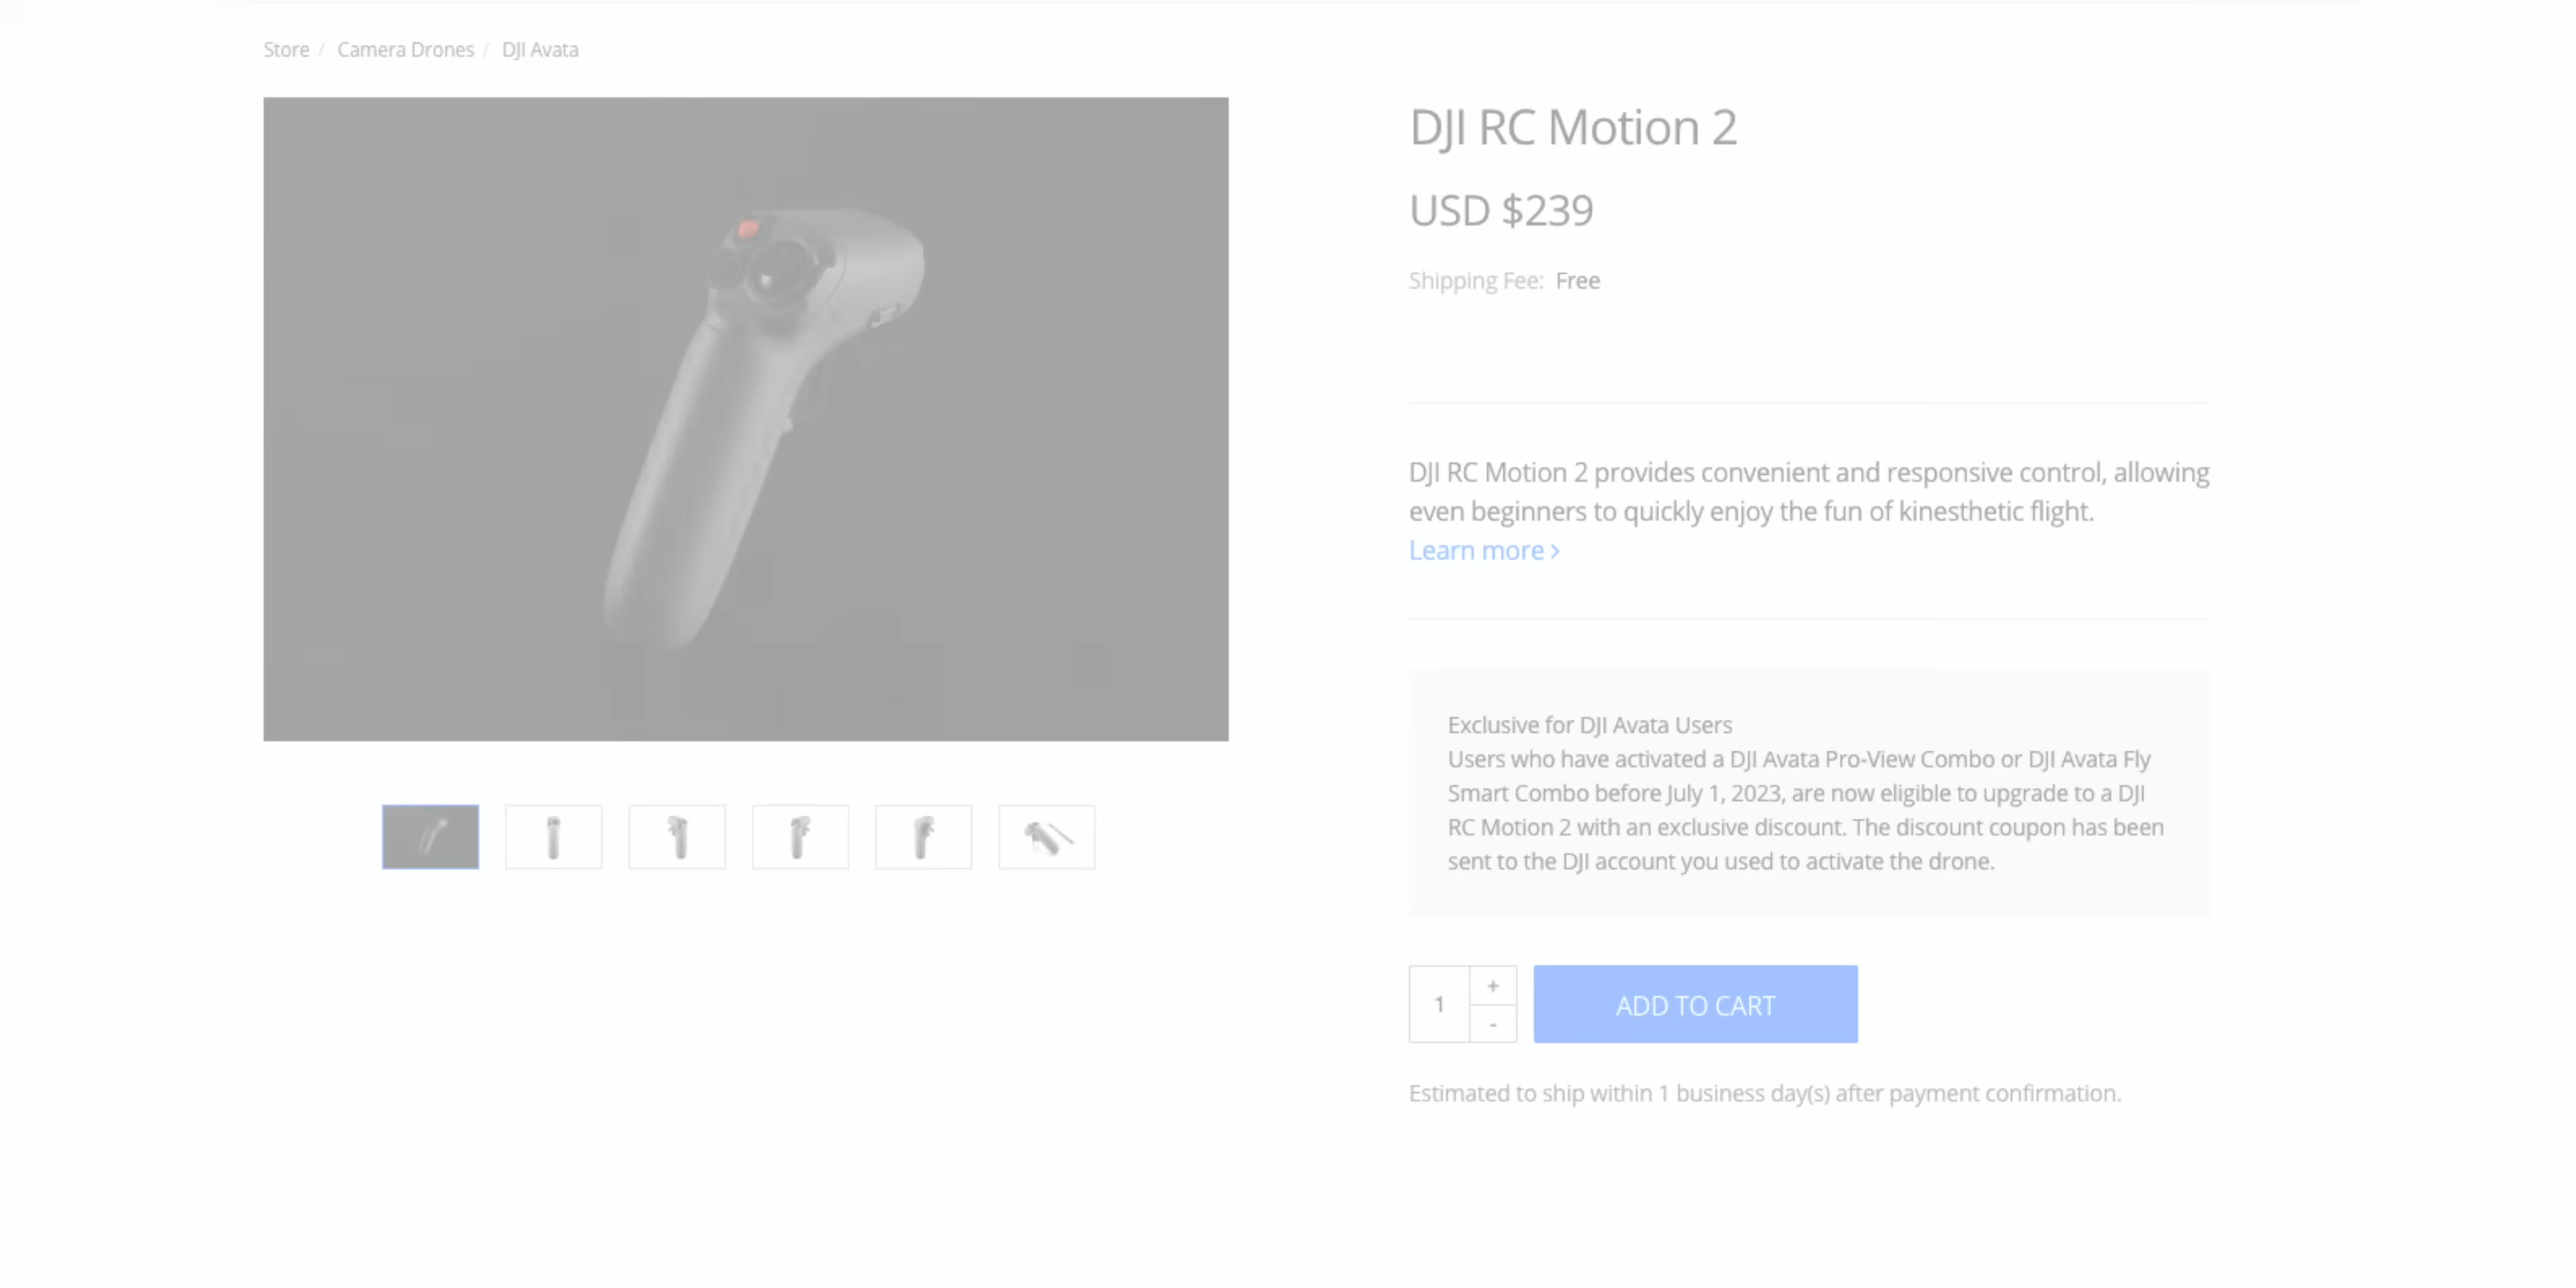 Store / Camera Drones / DJI Avata
DJI RC Motion 2
USD $239
Shipping Fee: Free
DJI RC Motion 2 provides convenient and responsive control, allowing
even beginners to quickly enjoy the fun of kinesthetic flight.
Learn more >
Exclusive for DJI Avata Users
Users who have activated a DJI Avata Pro-View Combo or DJI Avata Fly
Smart Combo before July 1, 2023, are now eligible to upgrade to a DJI
RC Motion 2 with an exclusive discount. The discount coupon has been
sent to the DJI account you used to activate the drone.
1 + -
ADD TO CART
Estimated to ship within 1 business day(s) after payment confirmation.